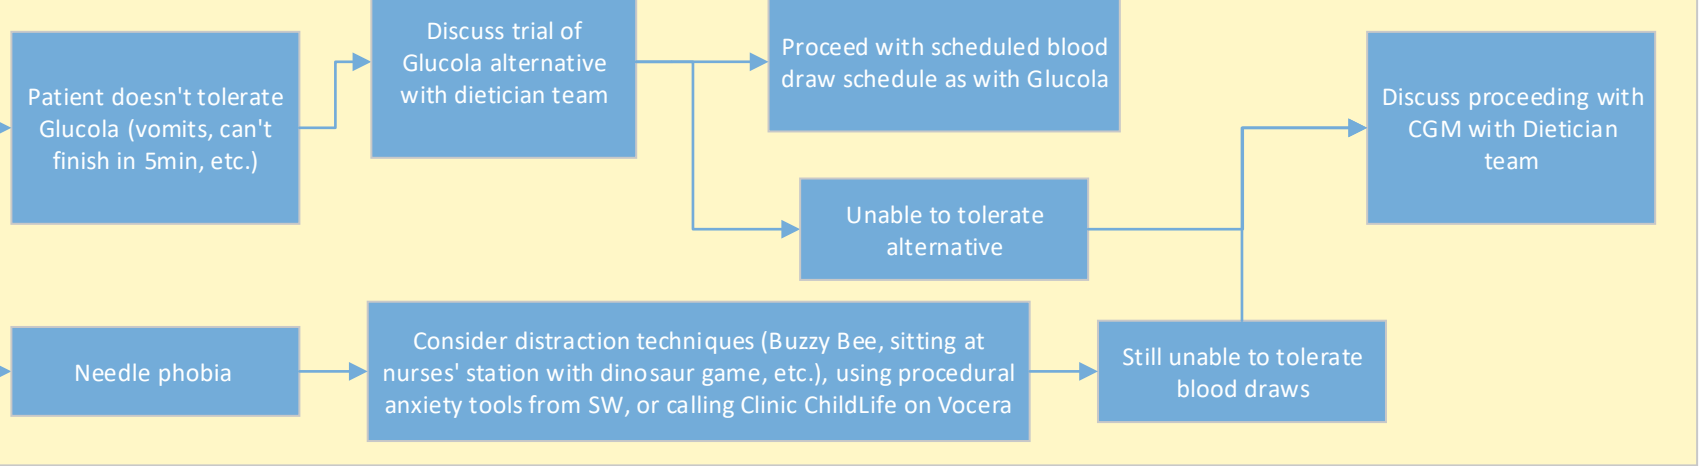 Patient doesn't tolerate
Glucola (vomits, can't
finish in 5min, etc.)
Discuss trial of
Glucola alternative
with dietician team
Proceed with scheduled blood
draw schedule as with Glucola
Unable to tolerate
alternative
Discuss proceeding with
CGM with Dietician
team
Needle phobia
Consider distraction techniques (Buzzy Bee, sitting at
nurses' station with dinosaur game, etc.), using procedural
anxiety tools from SW, or calling Clinic ChildLife on Vocera
Still unable to tolerate
blood draws